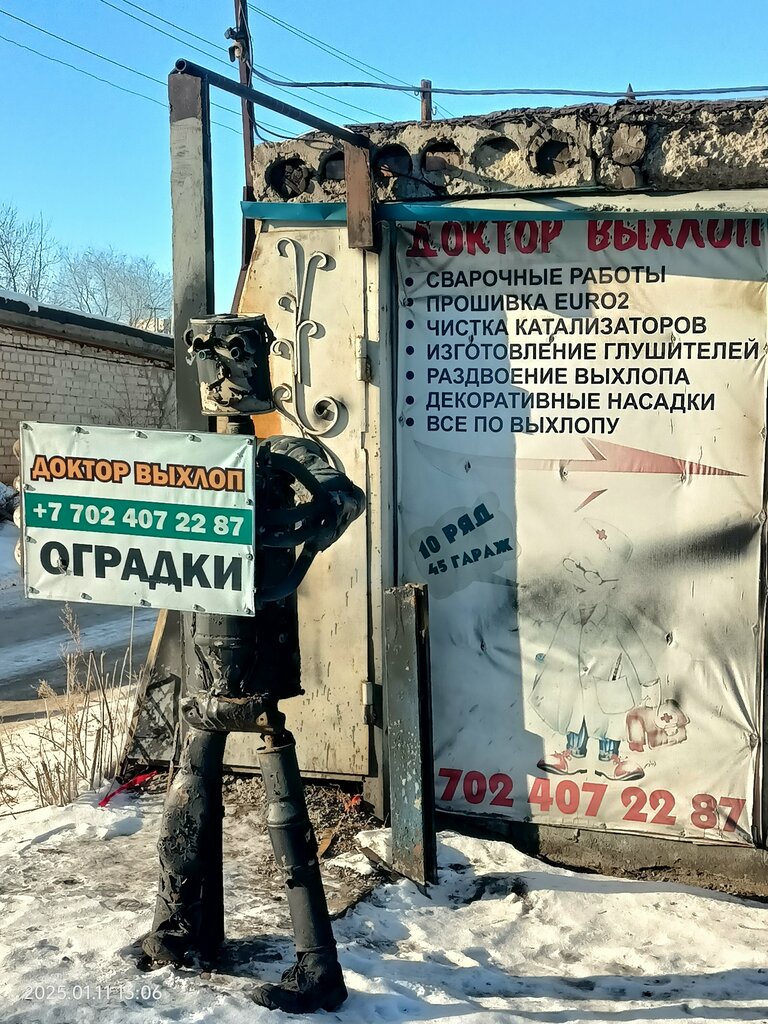 ДОКТОР ВЫХЛОП
• СВАРОЧНЫЕ РАБОТЫ
• ПРОШИВКА EURO2
• ЧИСТКА КАТАЛИЗАТОРОВ
• ИЗГОТОВЛЕНИЕ ГЛУШИТЕЛЕЙ
• РАЗДВОЕНИЕ ВЫХЛОПА
• ДЕКОРАТИВНЫЕ НАСАДКИ
• ВСЕ ПО ВЫХЛОПУ
10 РЯД
45 ГАРАЖ
702 407 22 87
ДОКТОР ВЫХЛОП
+7 702 407 22 87
ОГРАДКИ
2025.01.11 15:06